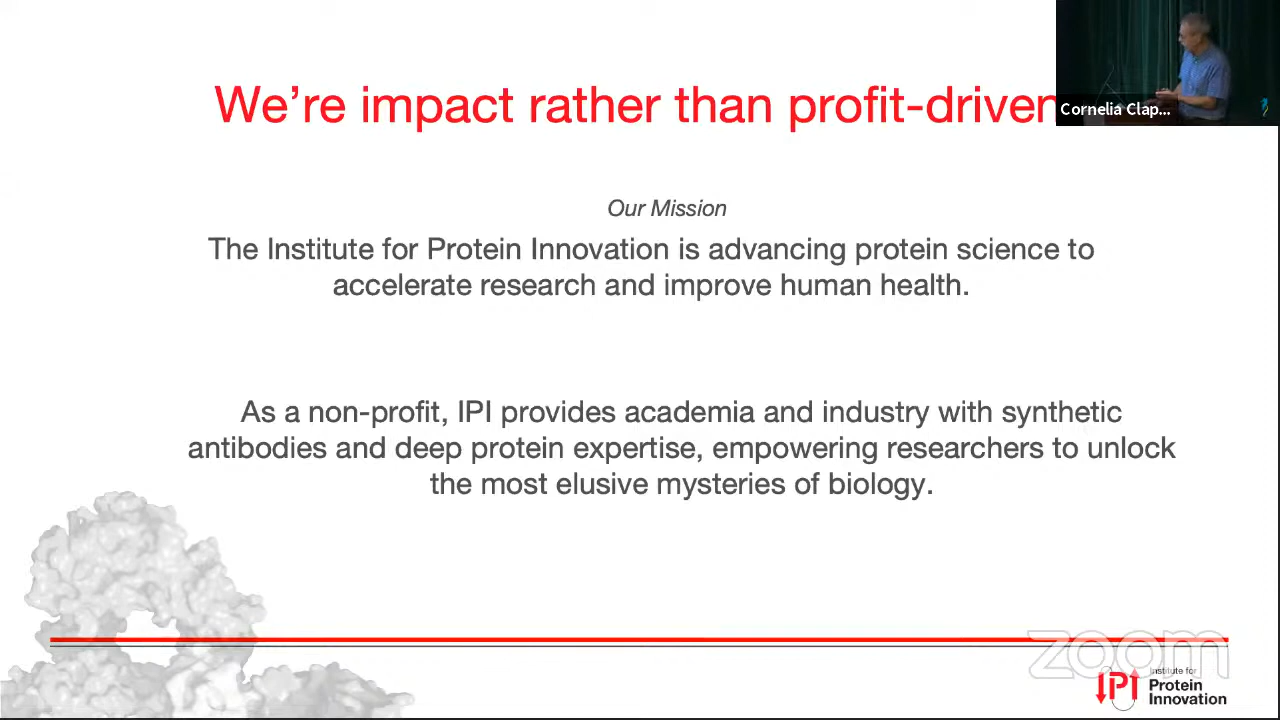 We’re impact rather than profit-driven
Cornelia Clap...
Our Mission
The Institute for Protein Innovation is advancing protein science to
accelerate research and improve human health.
As a non-profit, IPI provides academia and industry with synthetic
antibodies and deep protein expertise, empowering researchers to unlock
the most elusive mysteries of biology.
zoom
IPI
Institute for
Protein
Innovation